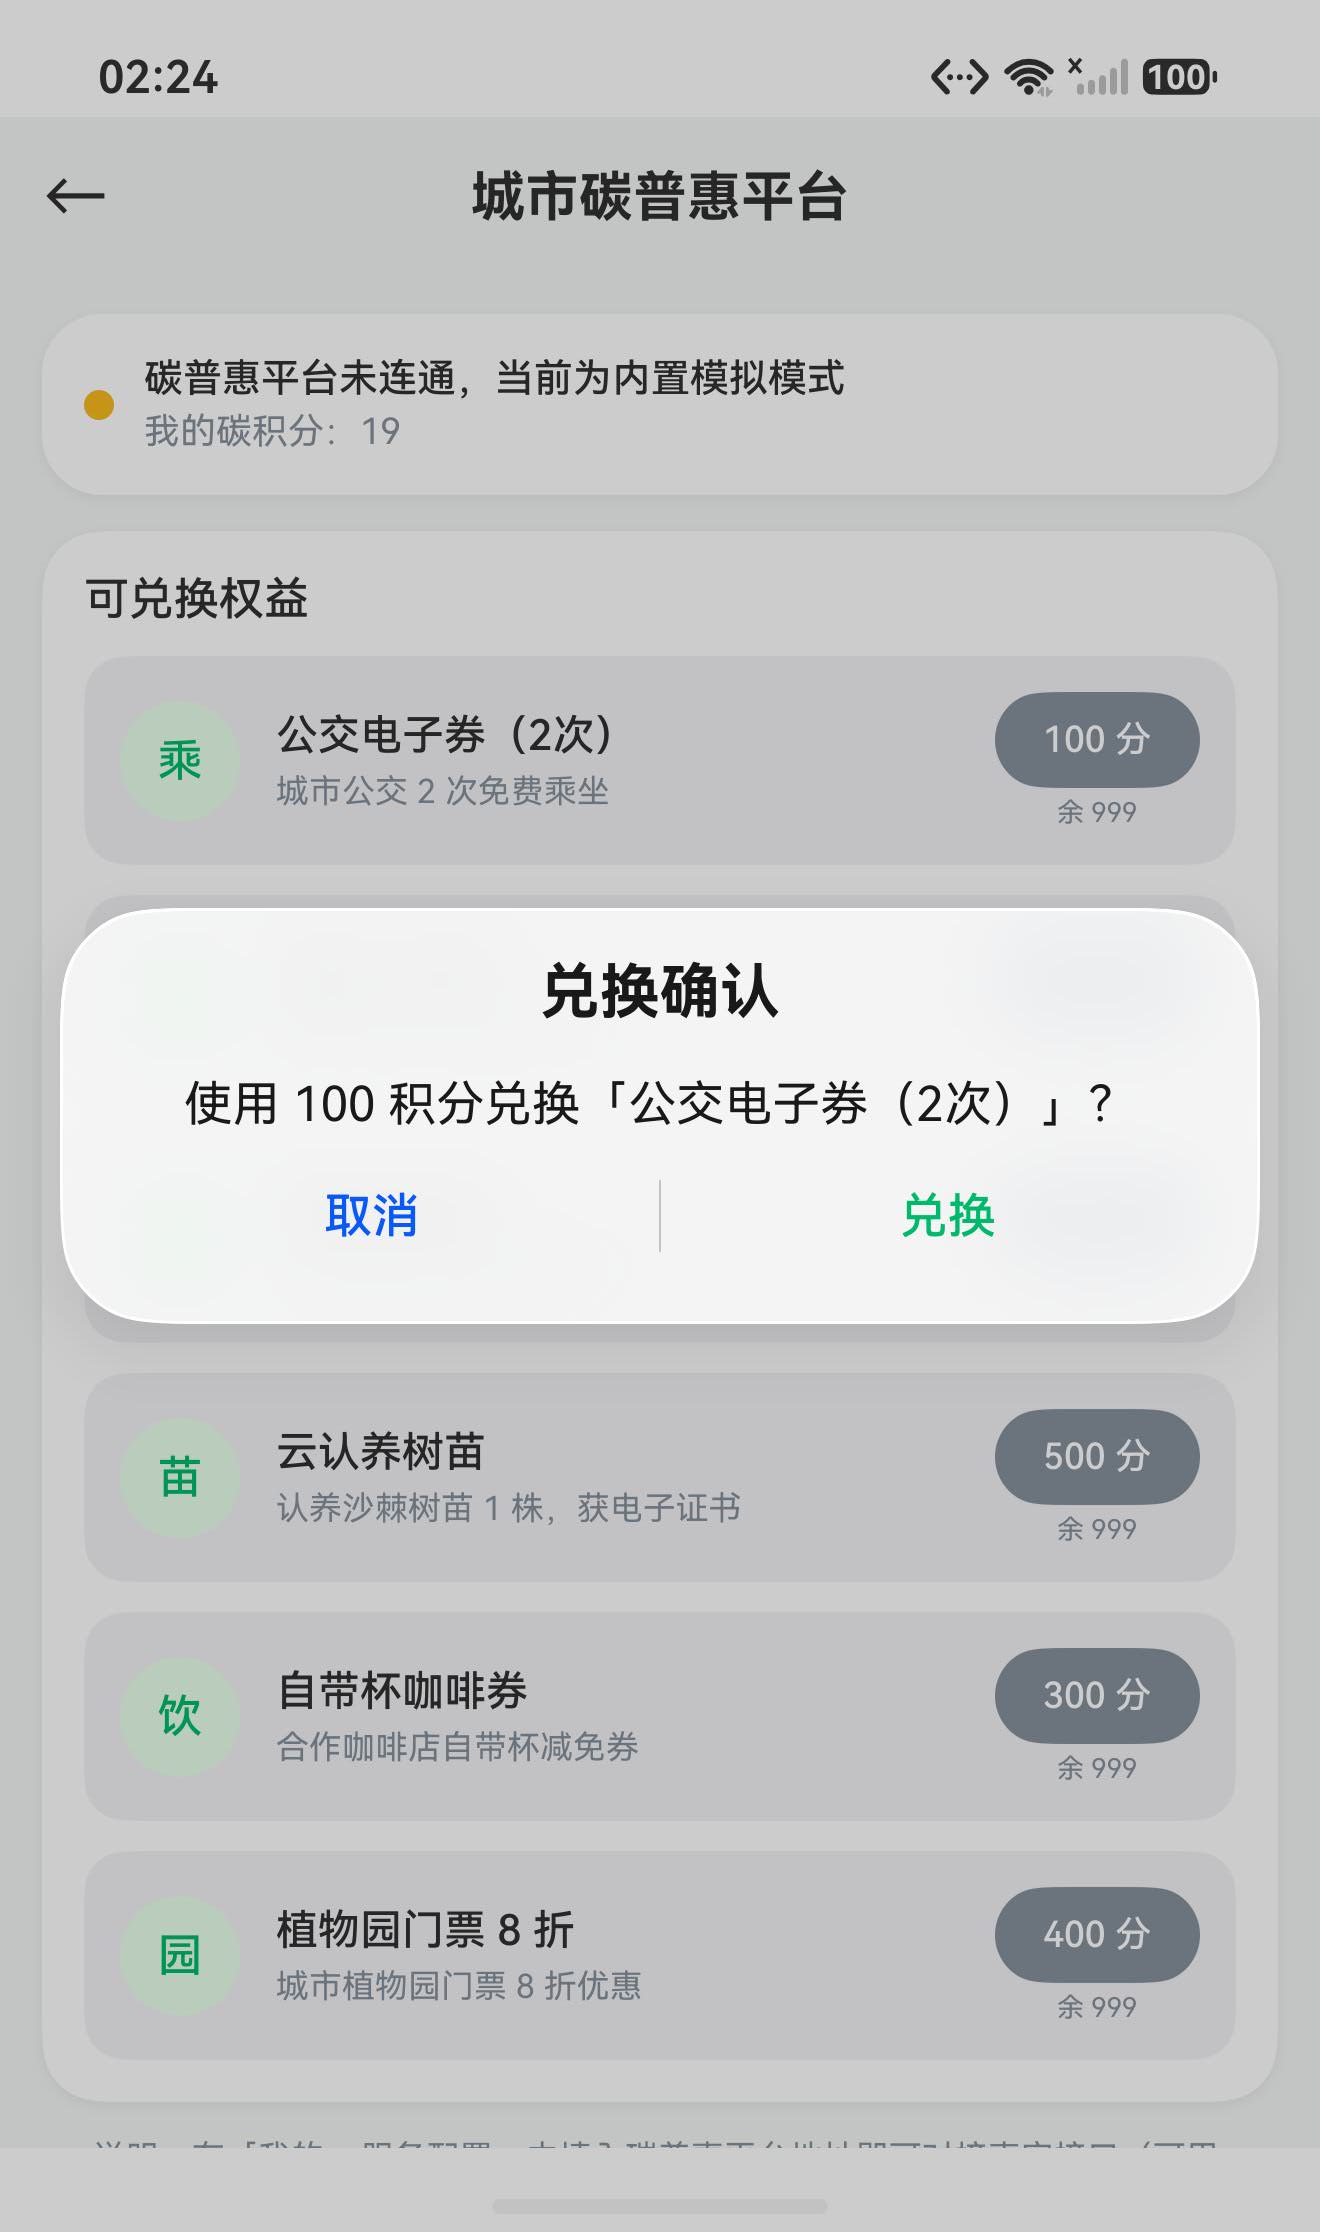 02:24
100
城市碳普惠平台
碳普惠平台未连通，当前为内置模拟模式
我的碳积分：19
可兑换权益
乘
公交电子券（2次）
城市公交 2 次免费乘坐
100 分
余 999
兑换确认
使用 100 积分兑换「公交电子券（2次）」？
取消
兑换
苗
云认养树苗
认养沙棘树苗 1 株，获电子证书
500 分
余 999
饮
自带杯咖啡券
合作咖啡店自带杯减免券
300 分
余 999
园
植物园门票 8 折
城市植物园门票 8 折优惠
400 分
余 999